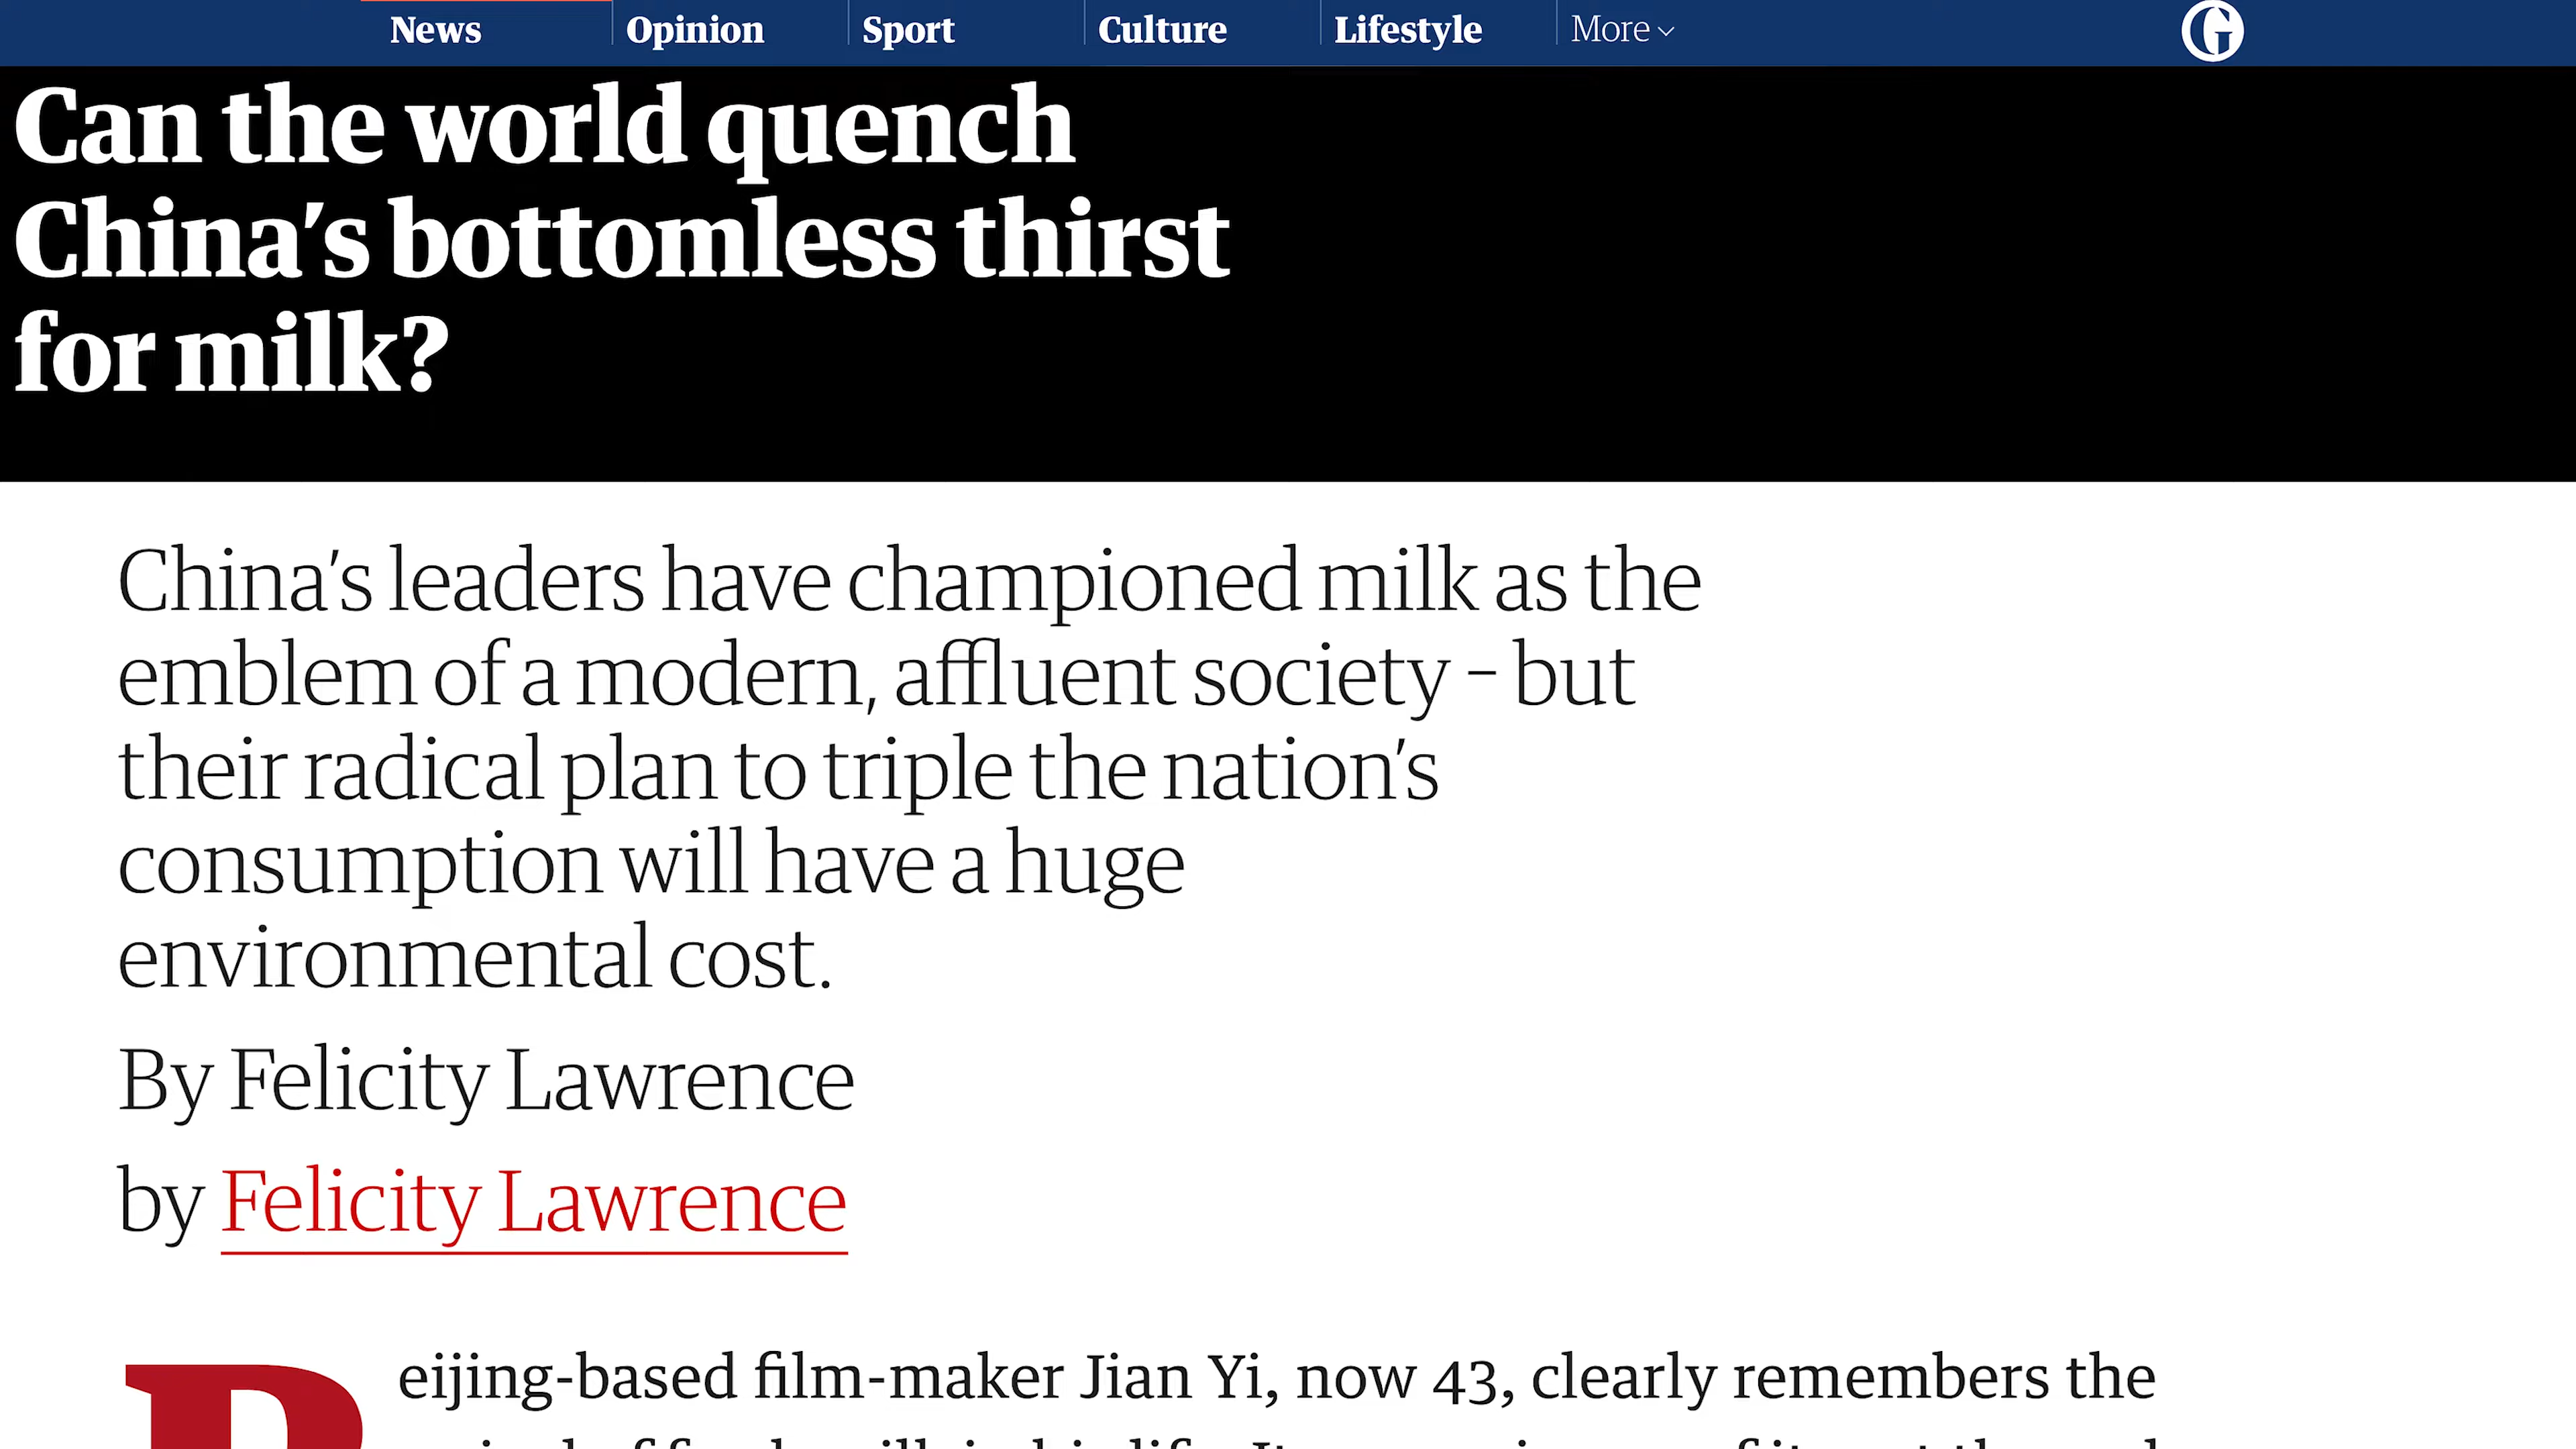 News Opinion Sport Culture Lifestyle More
Can the world quench
China's bottomless thirst
for milk?
China's leaders have championed milk as the
emblem of a modern, affluent society – but
their radical plan to triple the nation's
consumption will have a huge
environmental cost.
By Felicity Lawrence
by Felicity Lawrence
Beijing-based film-maker Jian Yi, now 43, clearly remembers the